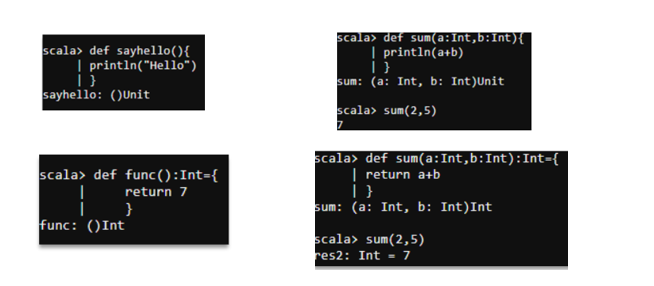 scala> def sayhello(){
| println("Hello")
| }
sayhello: ()Unit
scala> def sum(a:Int,b:Int){
| println(a+b)
| }
sum: (a: Int, b: Int)Unit
scala> sum(2,5)
7
scala> def func():Int={
| return 7
| }
func: ()Int
scala> def sum(a:Int,b:Int):Int={
| return a+b
| }
sum: (a: Int, b: Int)Int
scala> sum(2,5)
res2: Int = 7